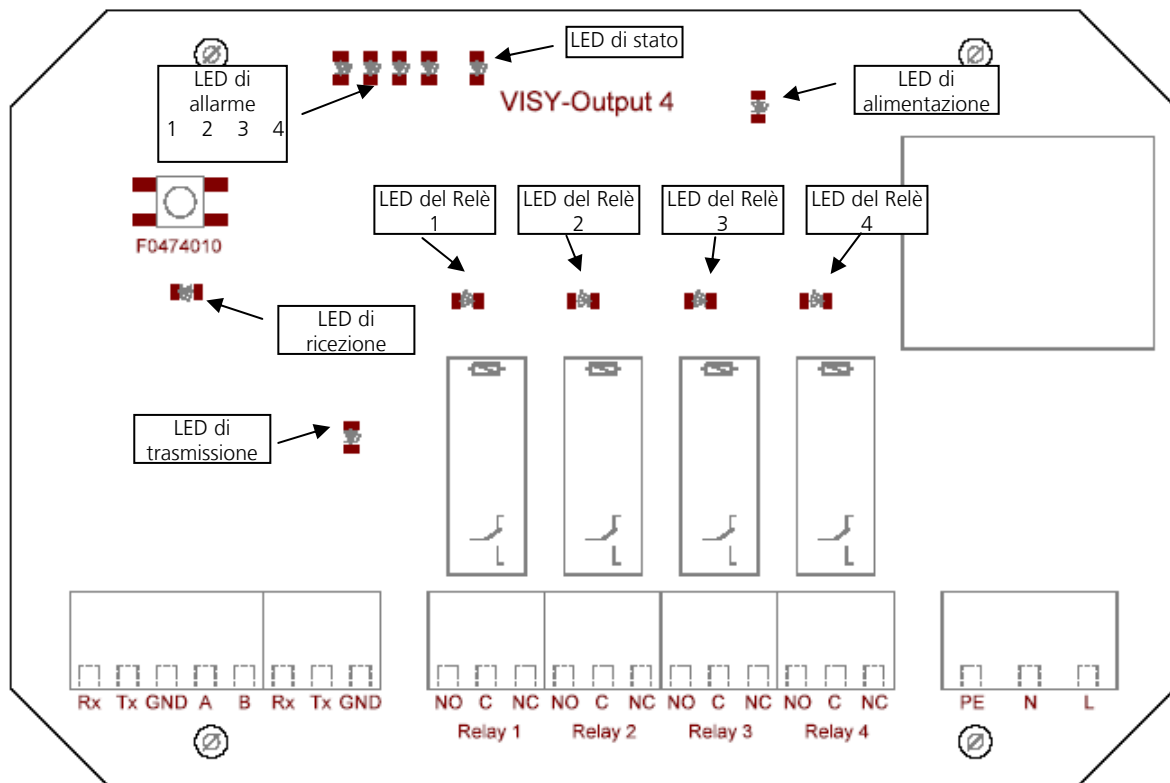 LED di stato
LED di
allarme
1 2 3 4
LED di
alimentazione
VISY-Output 4
LED del Relè
1
LED del Relè
2
LED del Relè
3
LED del Relè
4
F0474010
LED di
ricezione
LED di
trasmissione
Rx Tx GND A B Rx Tx GND
NO C NC NO C NC NO C NC NO C NC
PE N L
Relay 1 Relay 2 Relay 3 Relay 4